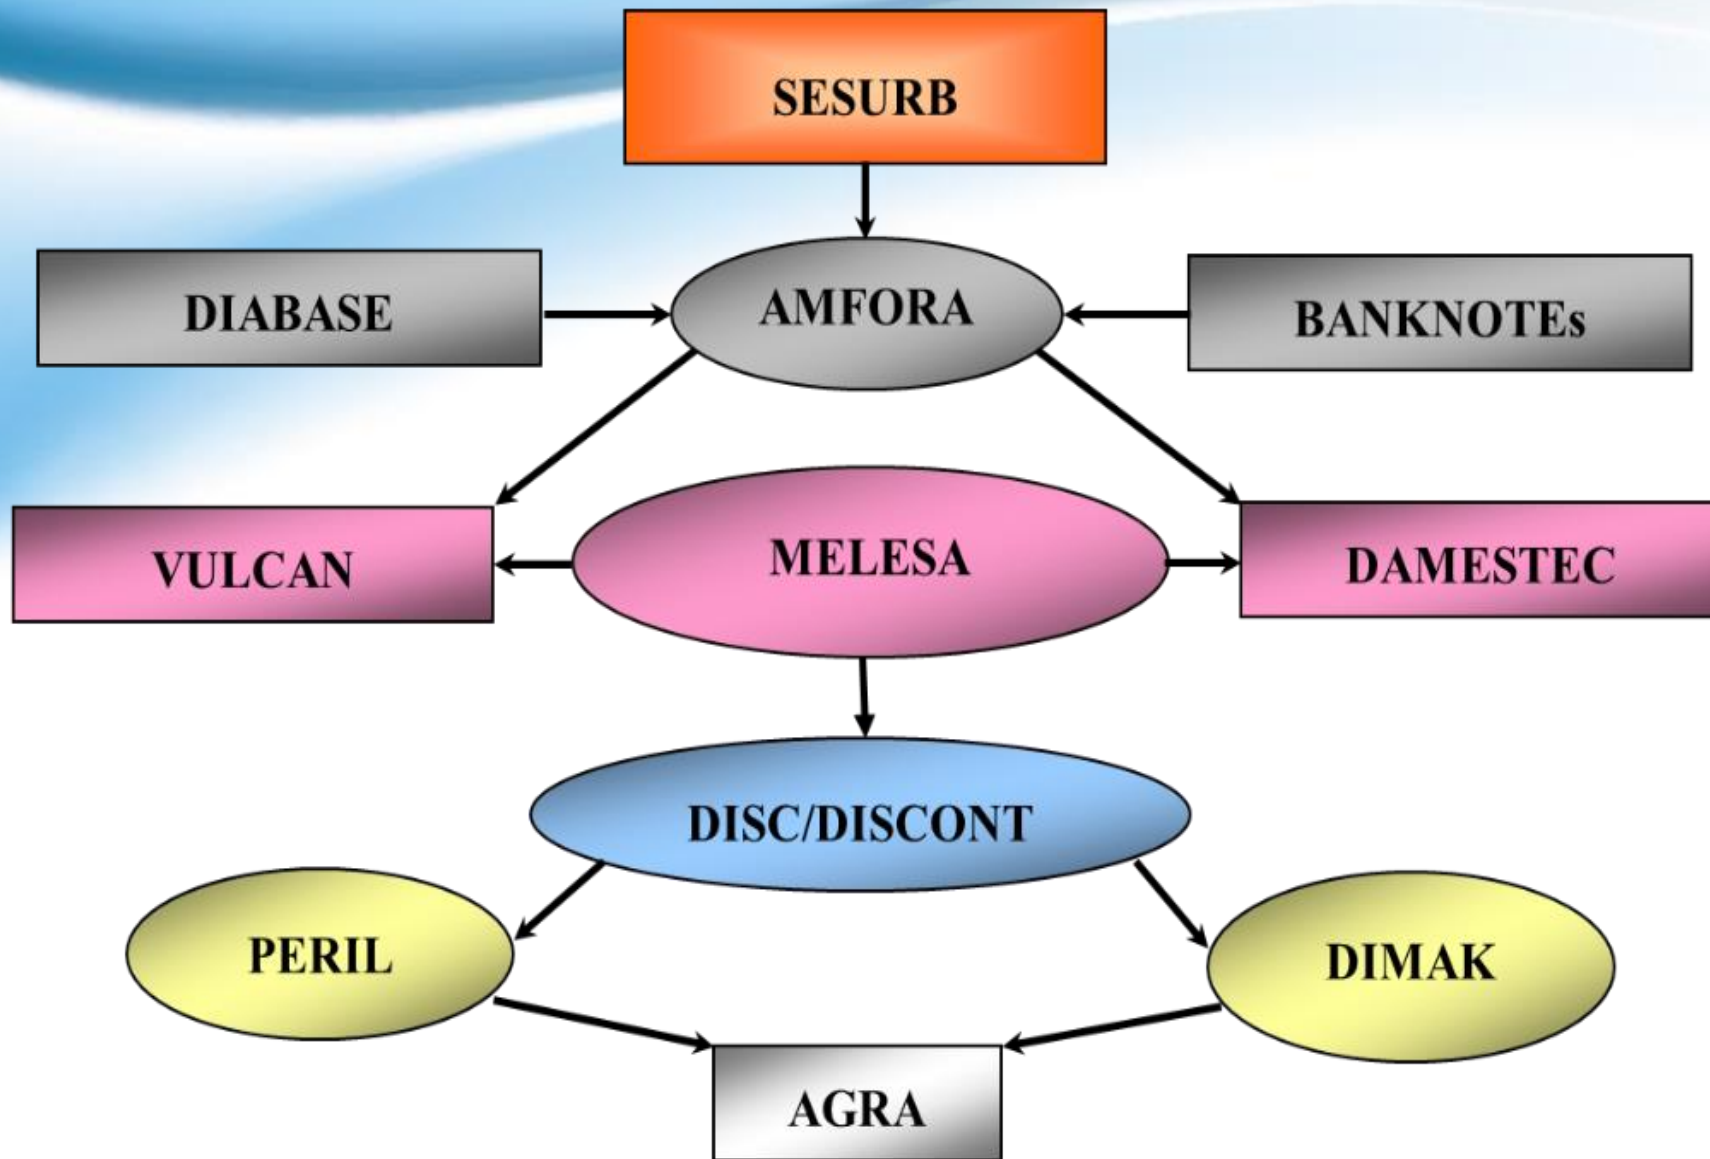 SESURB
DIABASE
AMFORA
BANKNOTEs
VULCAN
MELESA
DAMESTEC
DISC/DISCONT
PERIL
DIMAK
AGRA